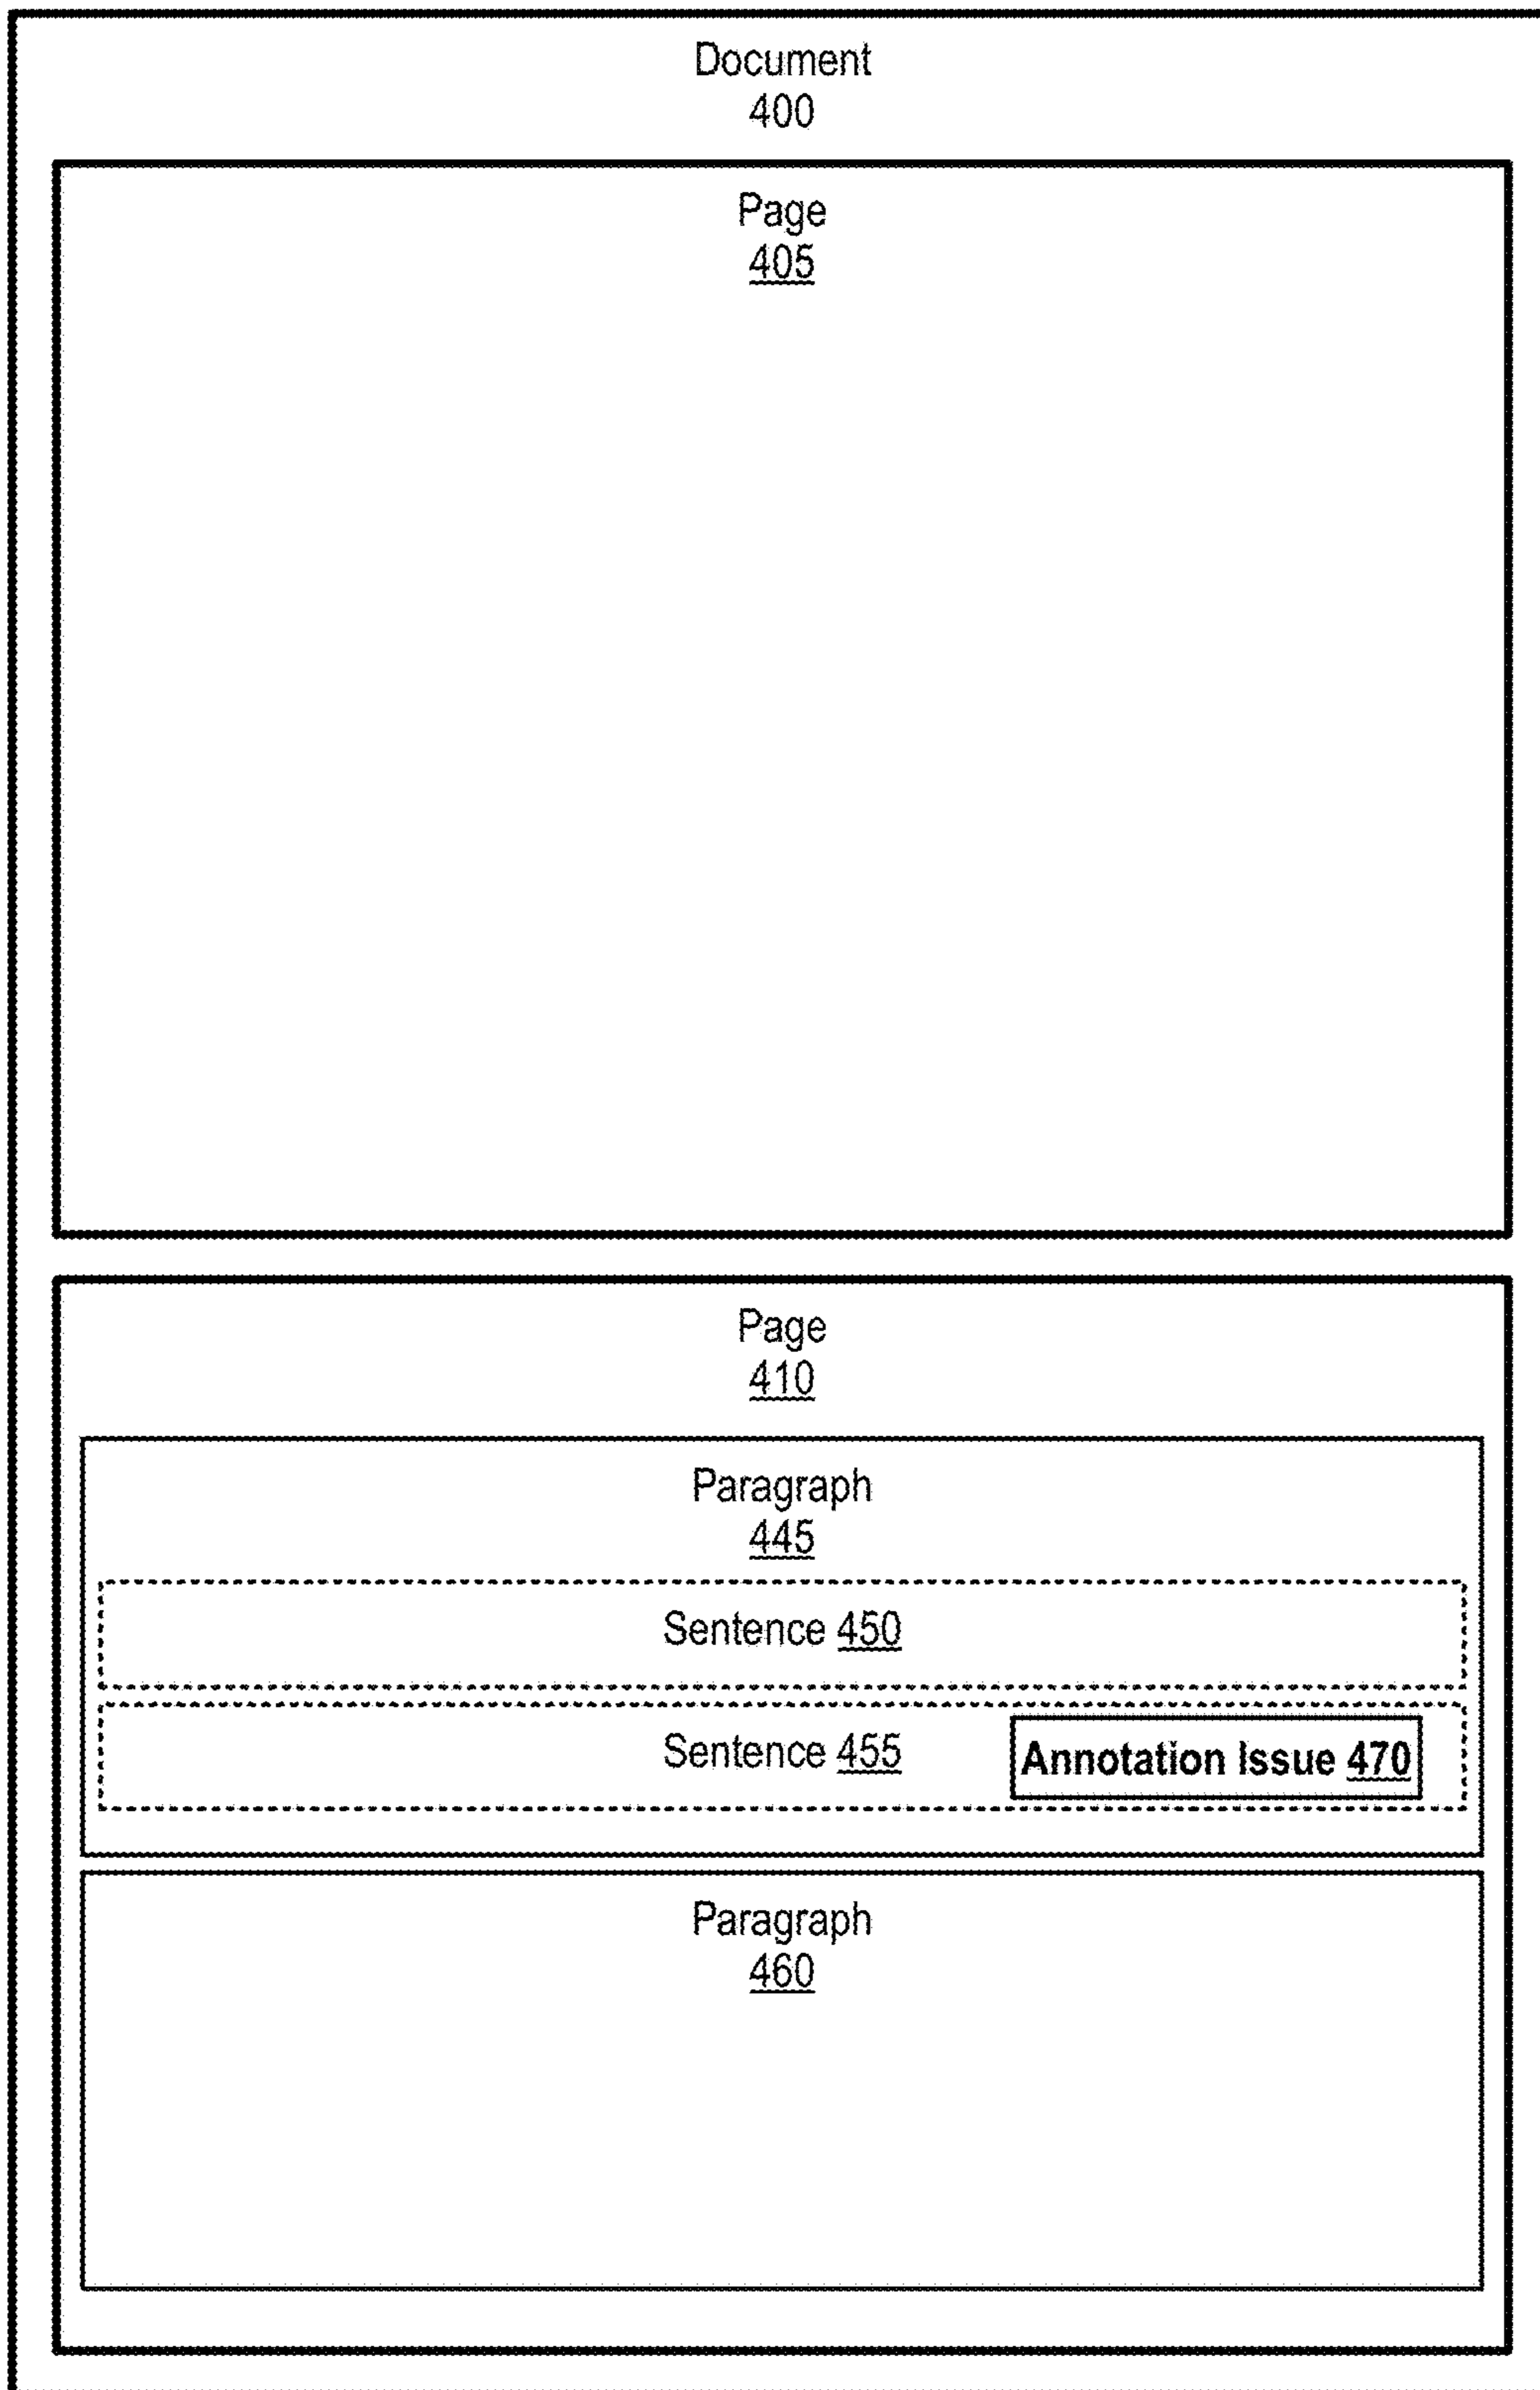 Document
400
Page
405
Page
410
Paragraph
445
Sentence 450
Sentence 455 Annotation Issue 470
Paragraph
460